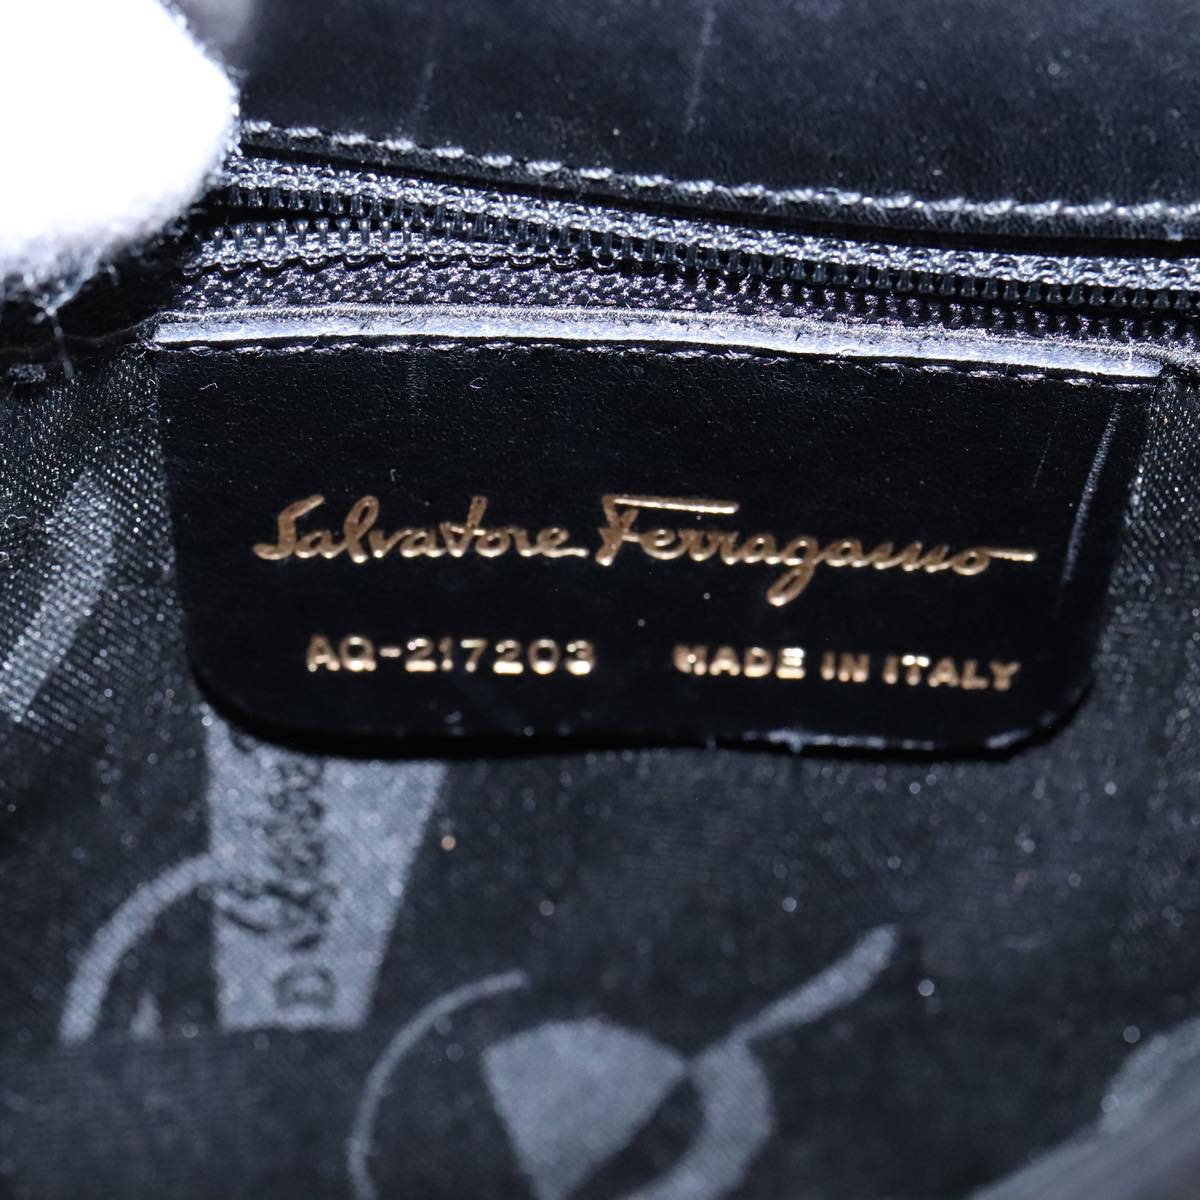 Salvatore Ferragamo
AQ-217203 MADE IN ITALY